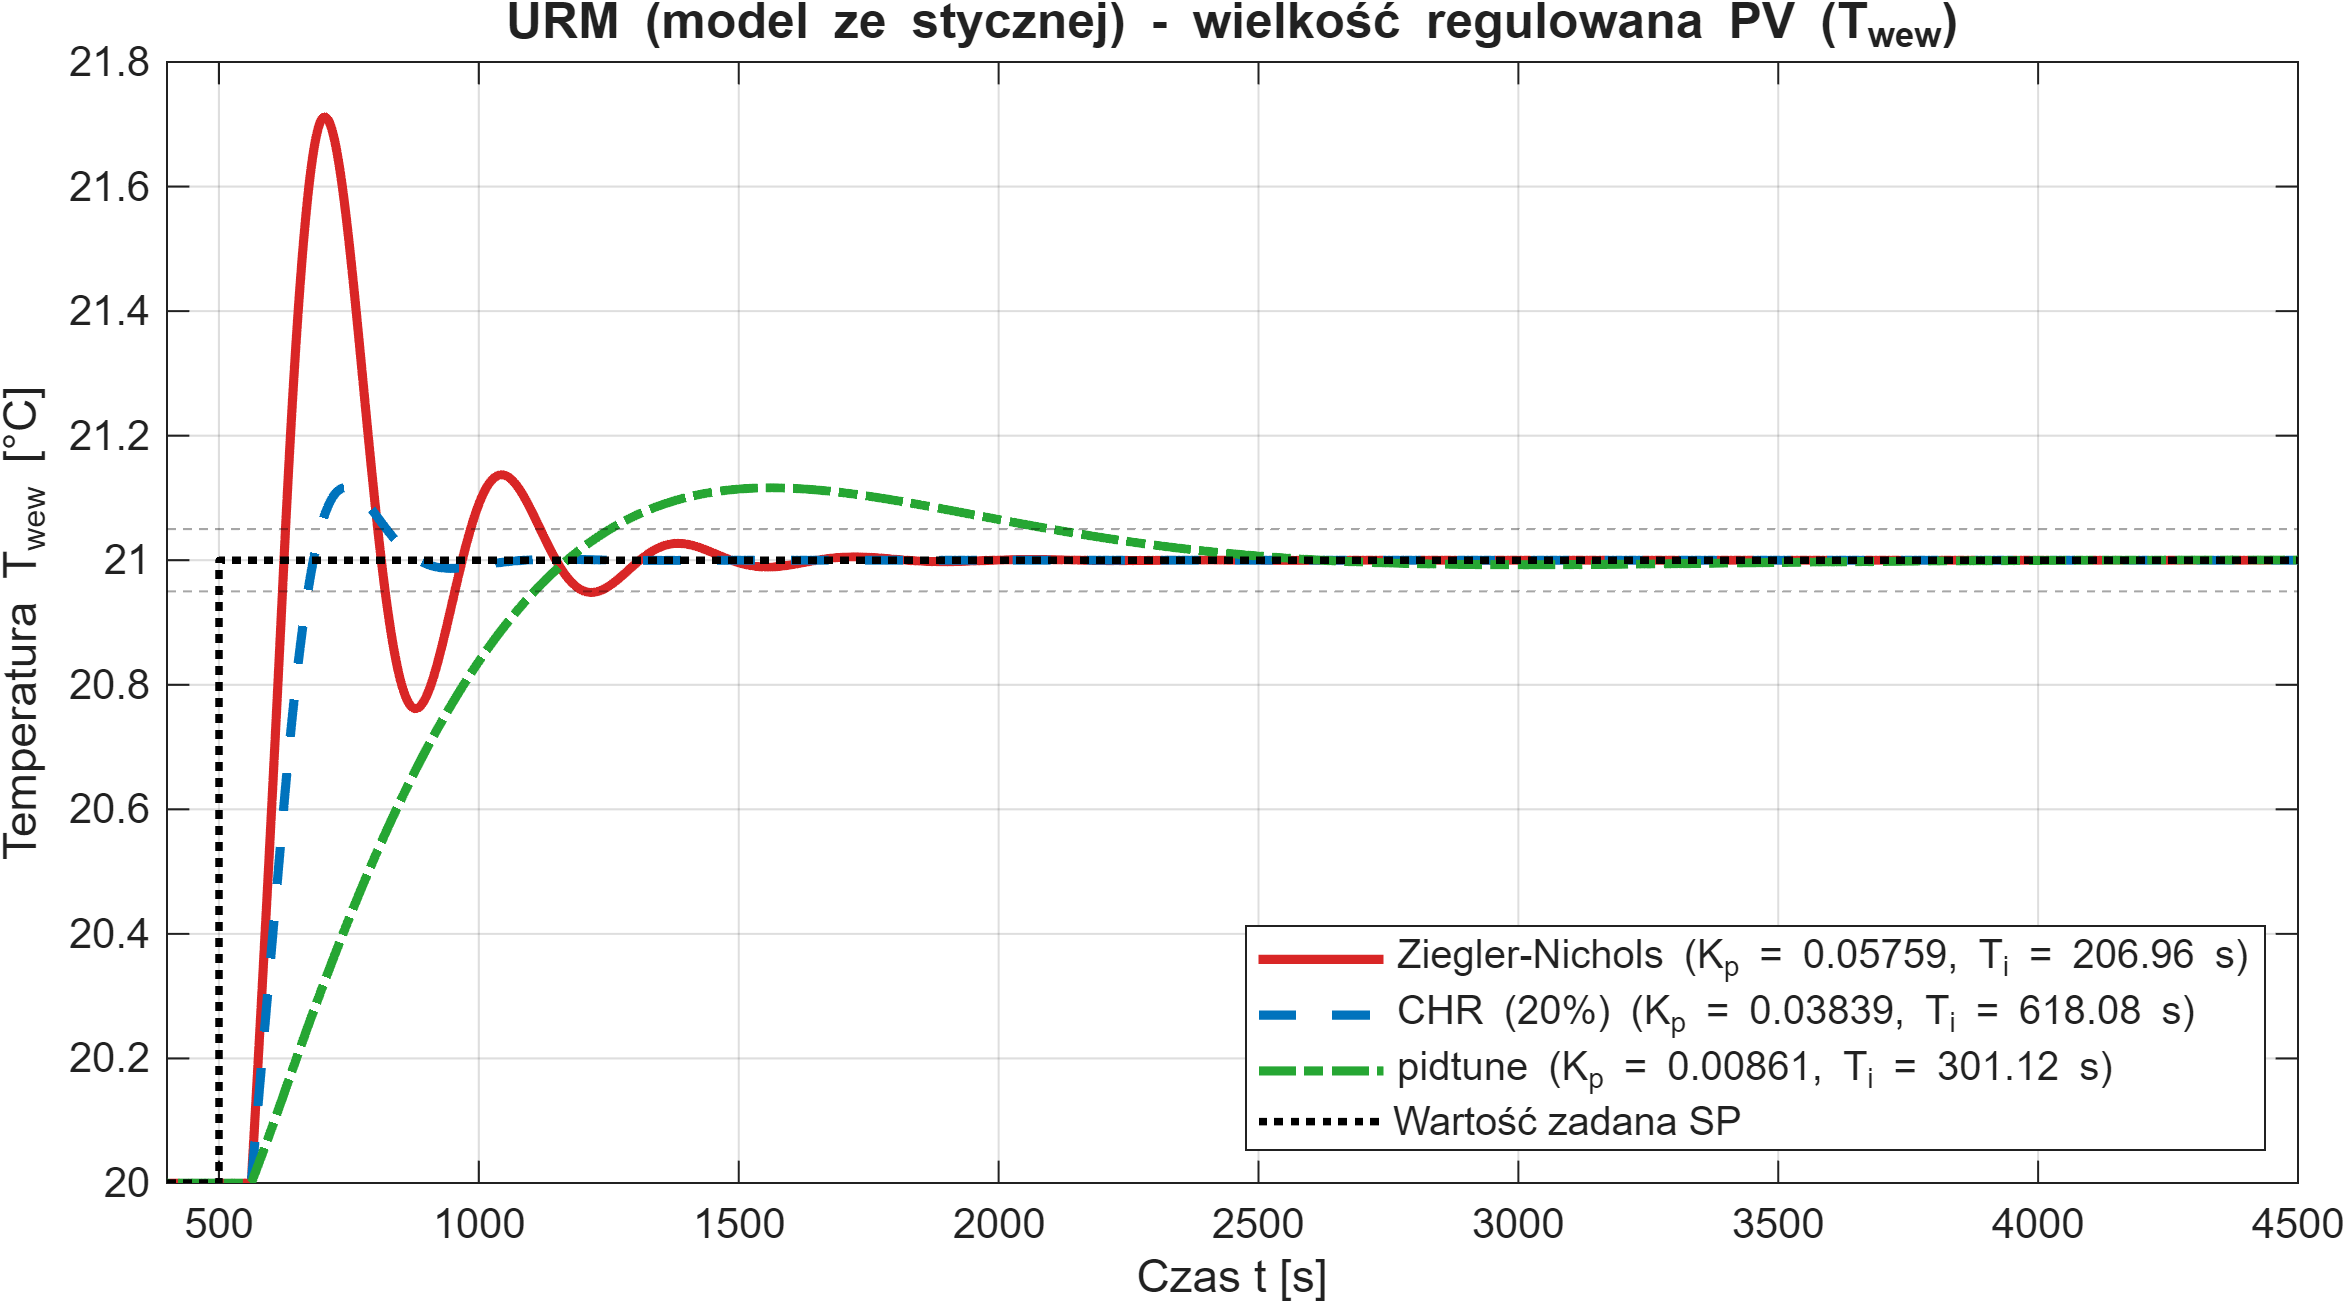 URM (model ze stycznej) - wielkość regulowana PV (Twew)
21.8
21.6
21.4
21.2
21
20.8
20.6
20.4
20.2
20
Temperatura Twew [°C]
Ziegler-Nichols (Kp = 0.05759, Ti = 206.96 s)
CHR (20%) (Kp = 0.03839, Ti = 618.08 s)
pidtune (Kp = 0.00861, Ti = 301.12 s)
Wartość zadana SP
500 1000 1500 2000 2500 3000 3500 4000 4500
Czas t [s]